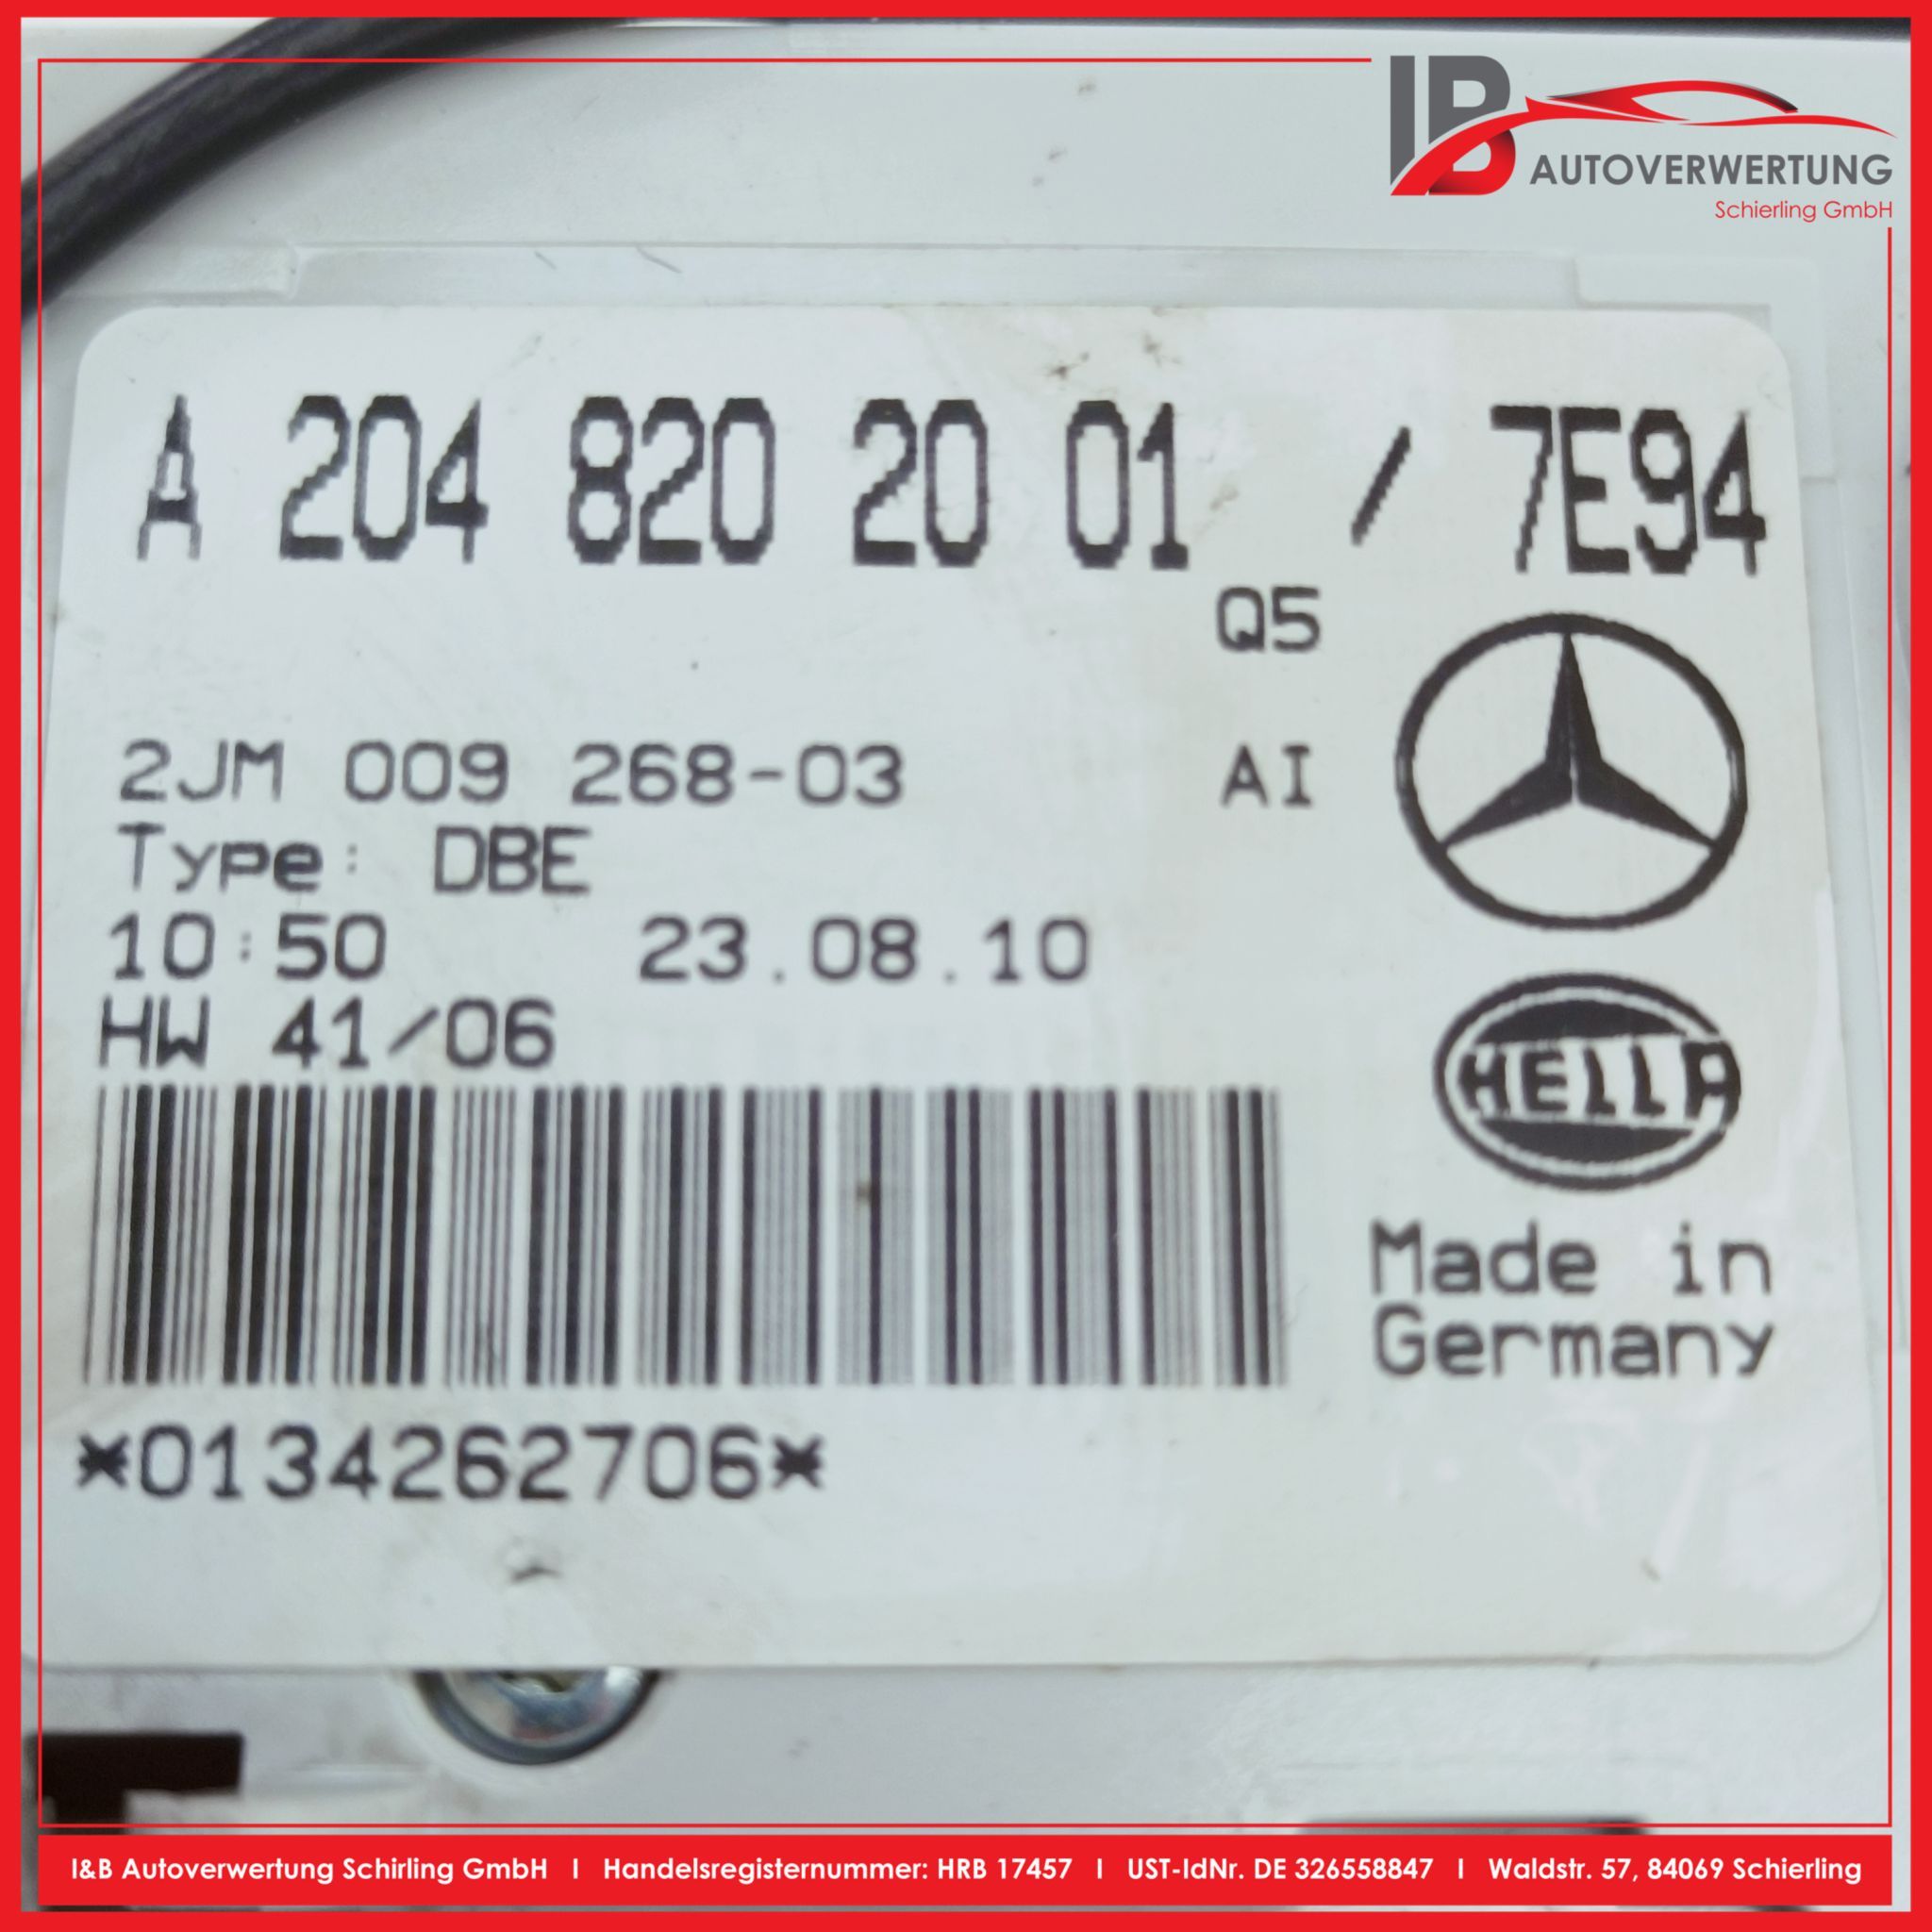 IB
AUTOVERWERTUNG
Schierling GmbH
A 204 820 20 01 / 7E94
Q5
2JM 009 268-03 AI
Type: DBE
10:50 23.08.10
HW 41/06
HELLA
Made in
Germany
*0134262706*
I&B Autoverwertung Schirling GmbH I Handelsregisternummer: HRB 17457 I UST-IdNr. DE 326558847 I Waldstr. 57, 84069 Schierling